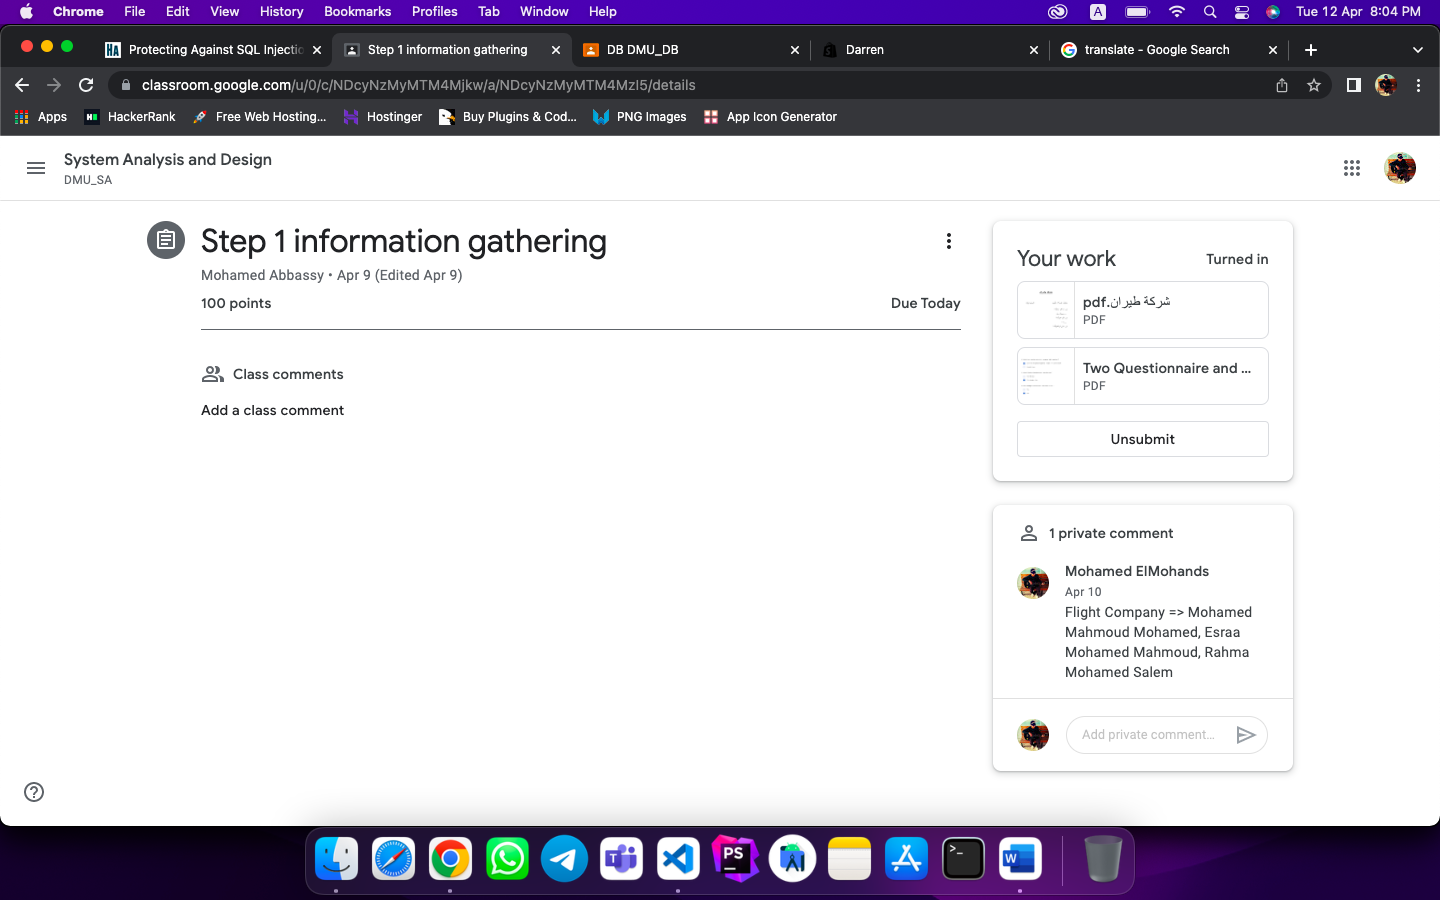 Chrome File Edit View History Bookmarks Profiles Tab Window Help A Tue 12 Apr 8:04 PM
Protecting Against SQL Injectio Step 1 information gathering DB DMU_DB Darren translate - Google Search
classroom.google.com/u/0/c/NDcyNzMyMTM4Mjkw/a/NDcyNzMyMTM4MzI5/details
Apps HackerRank Free Web Hosting... Hostinger Buy Plugins & Cod... PNG Images App Icon Generator
System Analysis and Design
DMU_SA
Step 1 information gathering
Mohamed Abbassy • Apr 9 (Edited Apr 9)
100 points
Due Today
Class comments
Add a class comment
Your work
Turned in
شركة طيران.pdf
PDF
Two Questionnaire and ...
PDF
Unsubmit
1 private comment
Mohamed ElMohands
Apr 10
Flight Company => Mohamed
Mahmoud Mohamed, Esraa
Mohamed Mahmoud, Rahma
Mohamed Salem
Add private comment...
T PS A >_ W